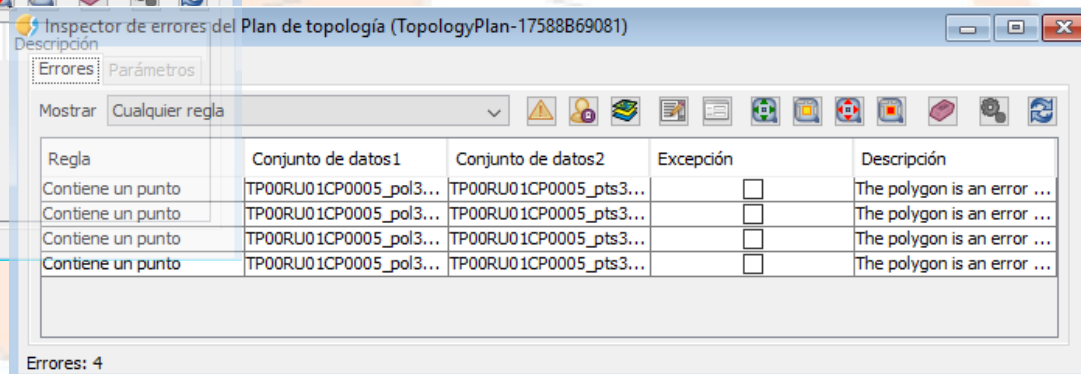 Inspector de errores del Plan de topología (TopologyPlan-17588B69081)
Descripción
Errores Parámetros
Mostrar Cualquier regla
Regla Conjunto de datos1 Conjunto de datos2 Excepción Descripción
Contiene un punto TP00RU01CP0005_pol3... TP00RU01CP0005_pts3... The polygon is an error ...
Contiene un punto TP00RU01CP0005_pol3... TP00RU01CP0005_pts3... The polygon is an error ...
Contiene un punto TP00RU01CP0005_pol3... TP00RU01CP0005_pts3... The polygon is an error ...
Contiene un punto TP00RU01CP0005_pol3... TP00RU01CP0005_pts3... The polygon is an error ...
Errores: 4